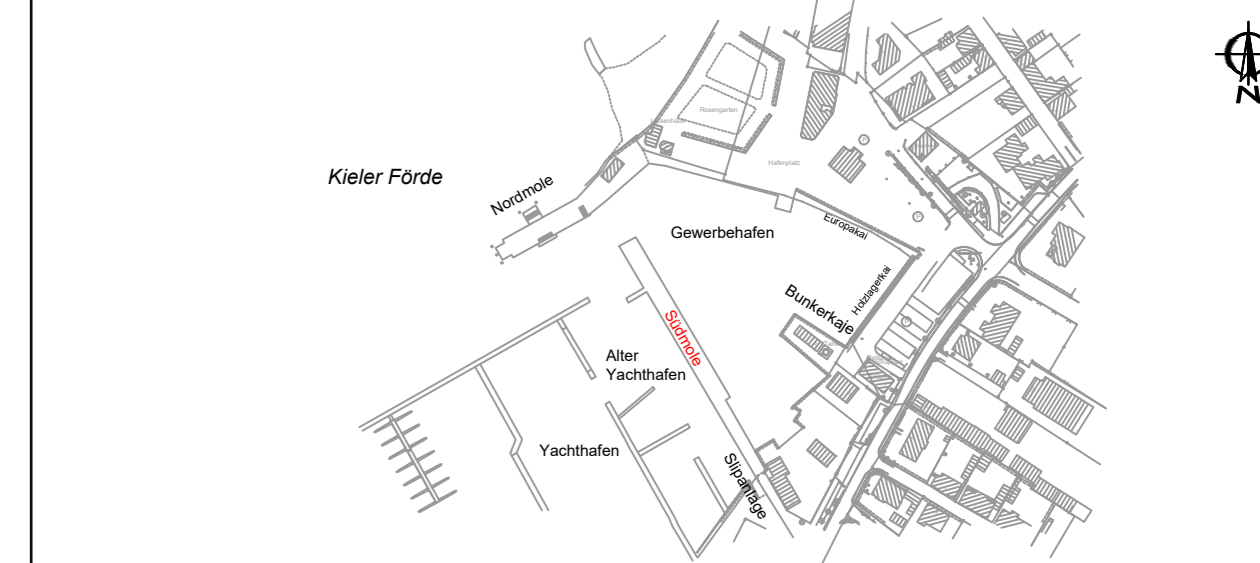 N
Rosengarten
Hafenplatz
Kieler Förde
Nordmole
Gewerbehafen
Europakai
Holzlagerkai
Bunkerkaje
Südmole
Alter
Yachthafen
Yachthafen
Slipanlage
P
P
P